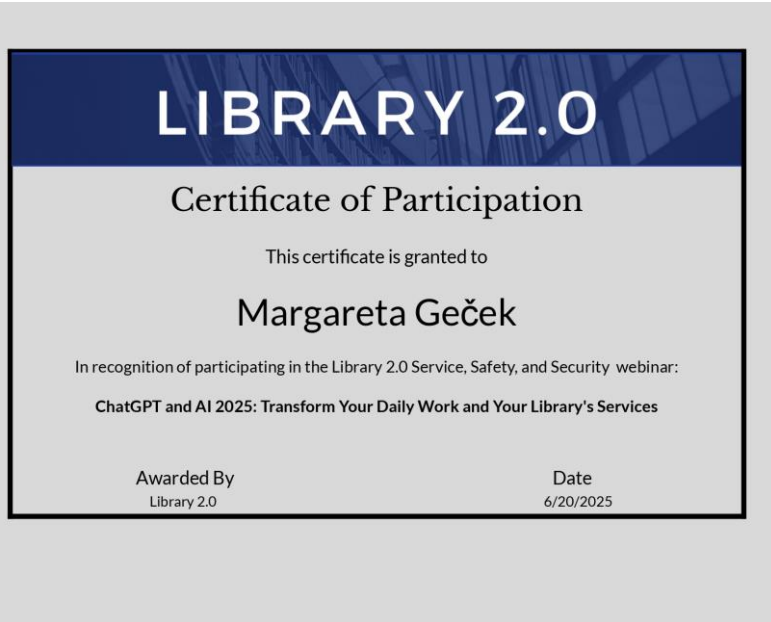 LIBRARY 2.0
Certificate of Participation
This certificate is granted to
Margareta Geček
In recognition of participating in the Library 2.0 Service, Safety, and Security webinar:
ChatGPT and AI 2025: Transform Your Daily Work and Your Library's Services
Awarded By
Library 2.0
Date
6/20/2025